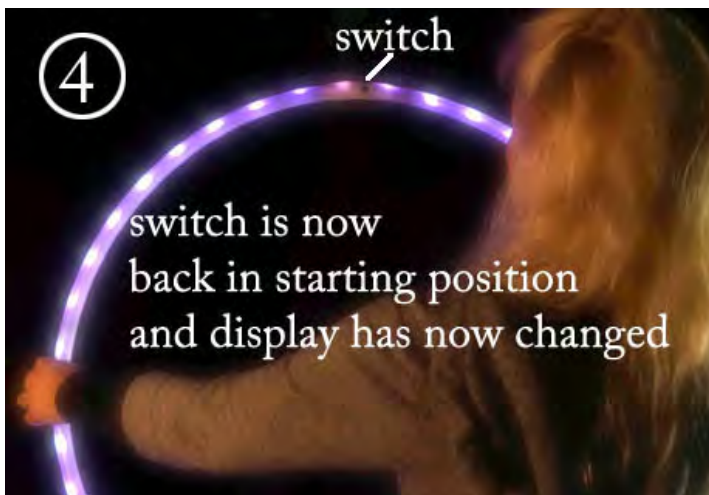 4
switch
switch is now
back in starting position
and display has now changed